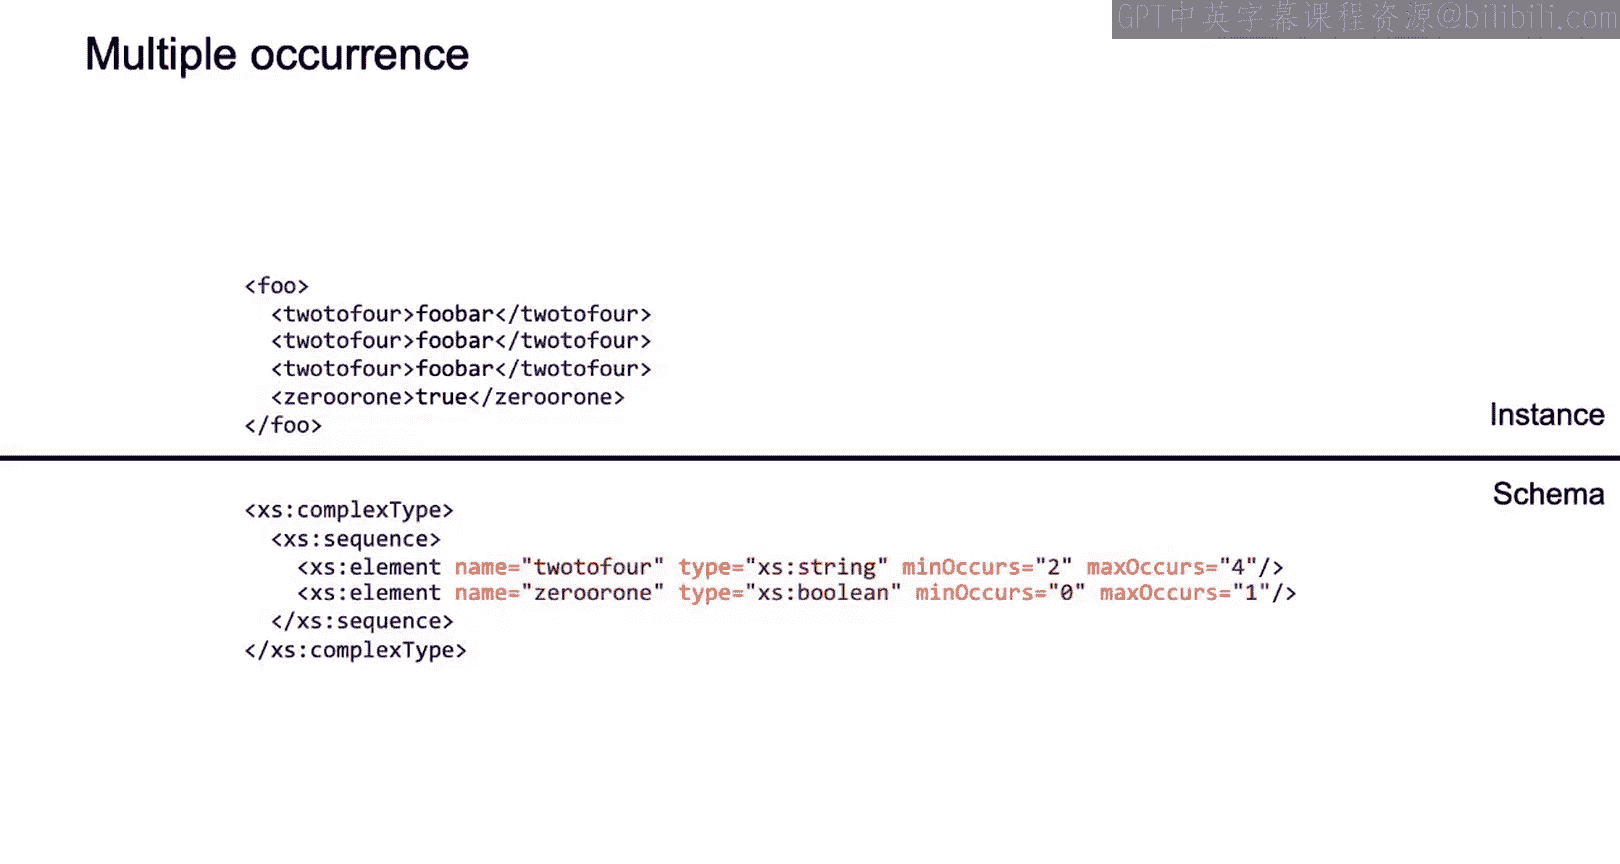 GPT中英字幕课程资源@bilibili.com
Multiple occurrence
<foo>
  <twotofour>foobar</twotofour>
  <twotofour>foobar</twotofour>
  <twotofour>foobar</twotofour>
  <zeroorone>true</zeroorone>
</foo>
Instance
Schema
<xs:complexType>
  <xs:sequence>
    <xs:element name="twotofour" type="xs:string" minOccurs="2" maxOccurs="4"/>
    <xs:element name="zeroorone" type="xs:boolean" minOccurs="0" maxOccurs="1"/>
  </xs:sequence>
</xs:complexType>